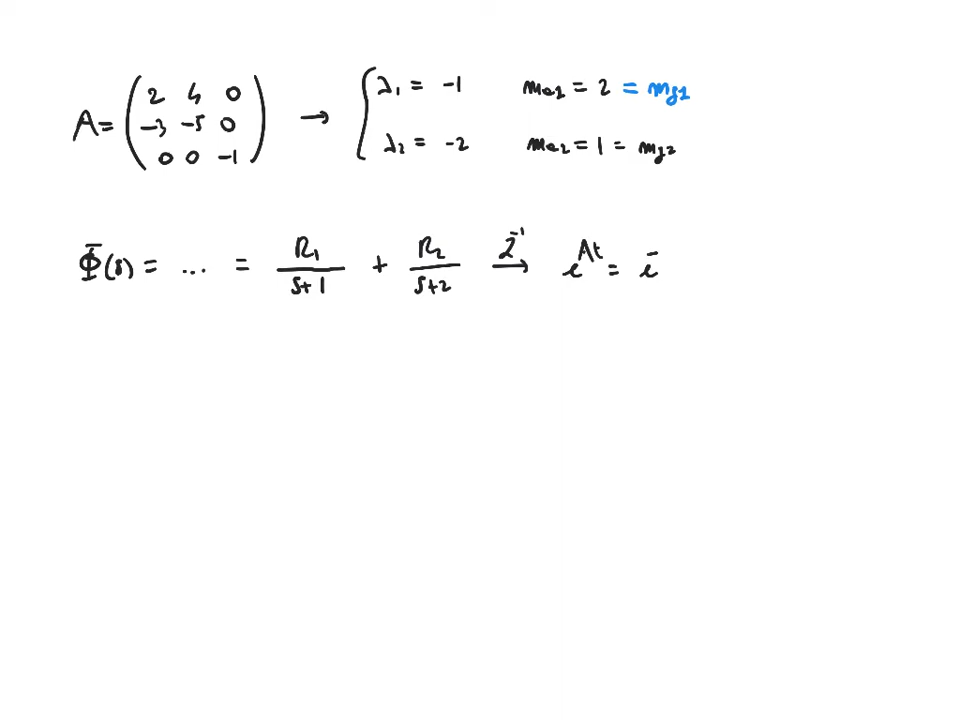 A = ( 2 4 0 ; -3 -5 0 ; 0 0 -1 ) → { λ₁ = -1 ma1 = 2 = mg1
λ₂ = -2 ma2 = 1 = mg2
Φ(s) = ... = R₁/(s+1) + R₂/(s+2) ℒ⁻¹→ e^{At} = e^-